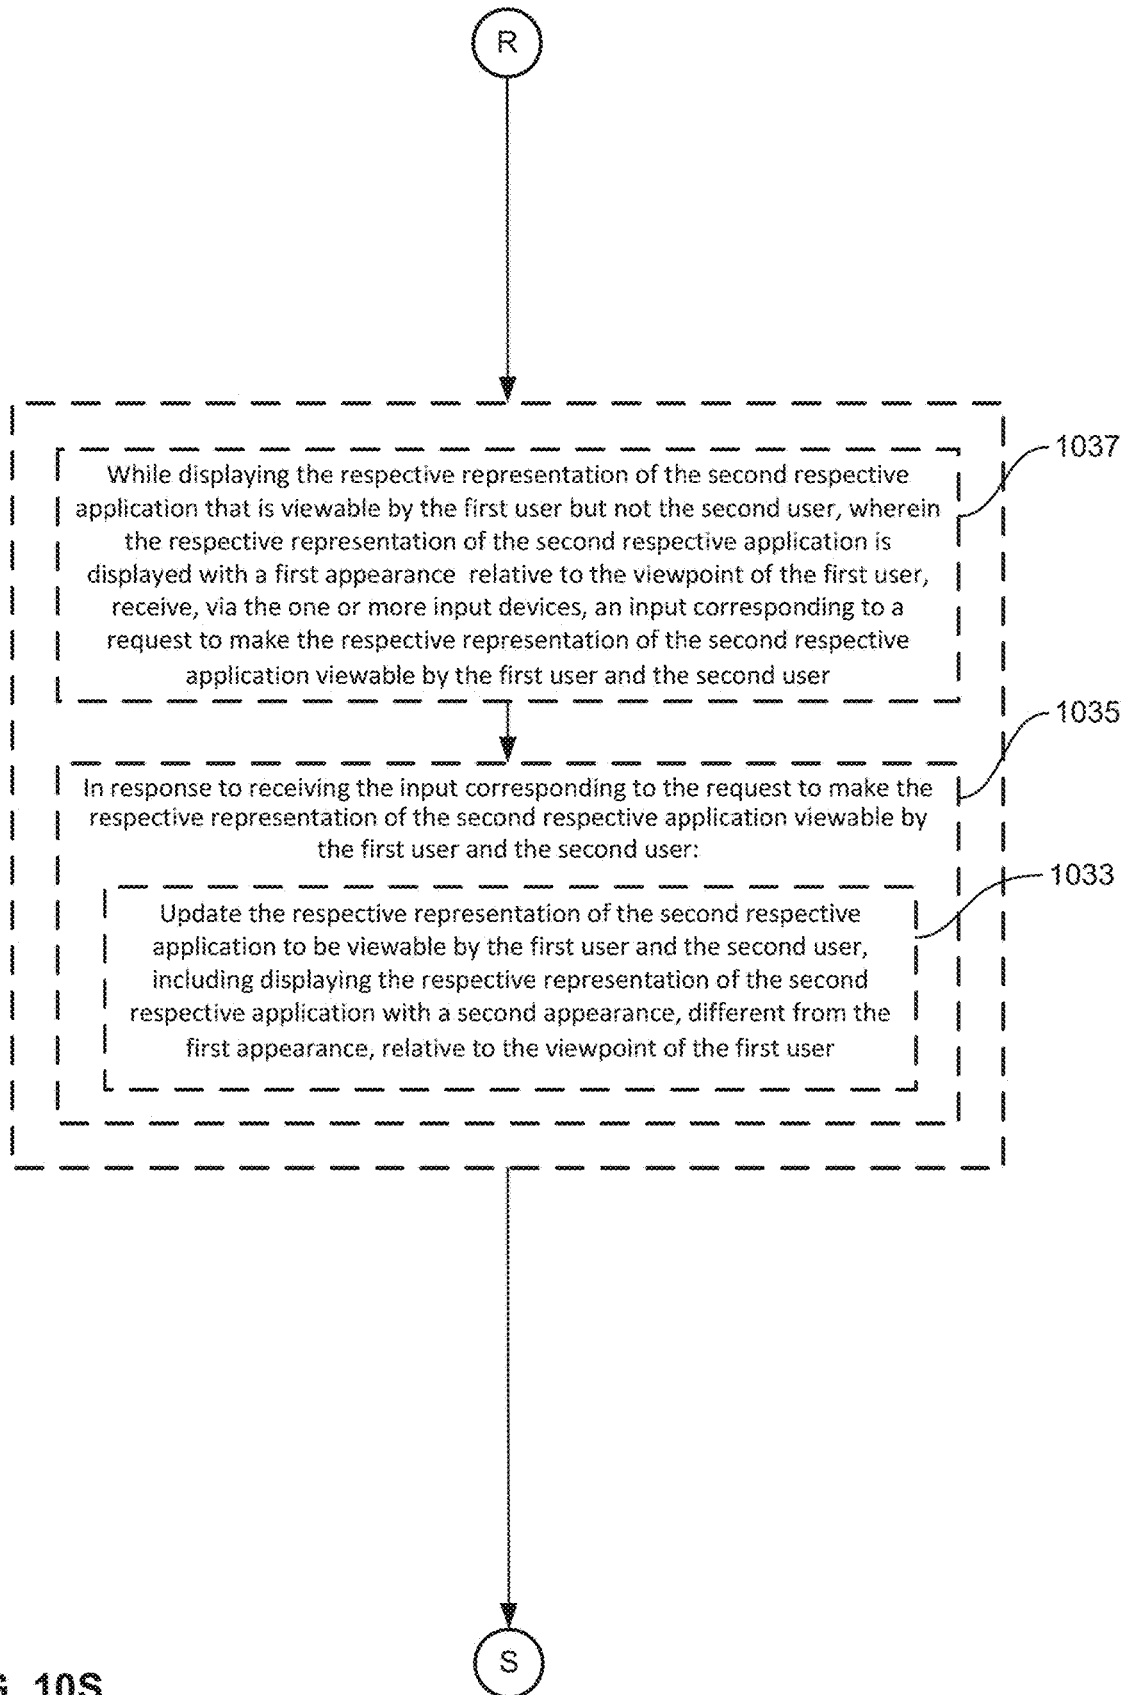 R
1037
While displaying the respective representation of the second respective
application that is viewable by the first user but not the second user, wherein
the respective representation of the second respective application is
displayed with a first appearance relative to the viewpoint of the first user,
receive, via the one or more input devices, an input corresponding to a
request to make the respective representation of the second respective
application viewable by the first user and the second user
1035
In response to receiving the input corresponding to the request to make the
respective representation of the second respective application viewable by
the first user and the second user:
1033
Update the respective representation of the second respective
application to be viewable by the first user and the second user,
including displaying the respective representation of the second
respective application with a second appearance, different from the
first appearance, relative to the viewpoint of the first user
S
10S